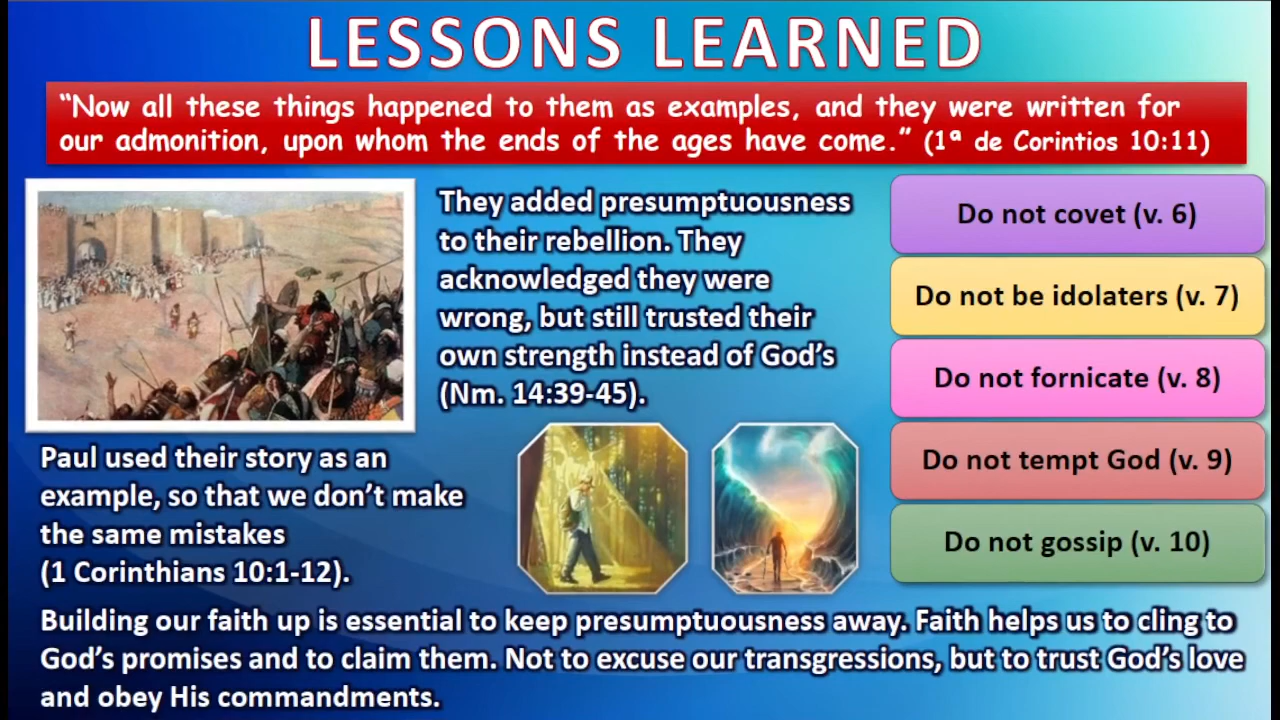 LESSONS LEARNED
“Now all these things happened to them as examples, and they were written for
our admonition, upon whom the ends of the ages have come.” (1ª de Corintios 10:11)
They added presumptuousness
to their rebellion. They
acknowledged they were
wrong, but still trusted their
own strength instead of God’s
(Nm. 14:39-45).
Do not covet (v. 6)
Do not be idolaters (v. 7)
Do not fornicate (v. 8)
Do not tempt God (v. 9)
Do not gossip (v. 10)
Paul used their story as an
example, so that we don’t make
the same mistakes
(1 Corinthians 10:1-12).
Building our faith up is essential to keep presumptuousness away. Faith helps us to cling to
God’s promises and to claim them. Not to excuse our transgressions, but to trust God’s love
and obey His commandments.